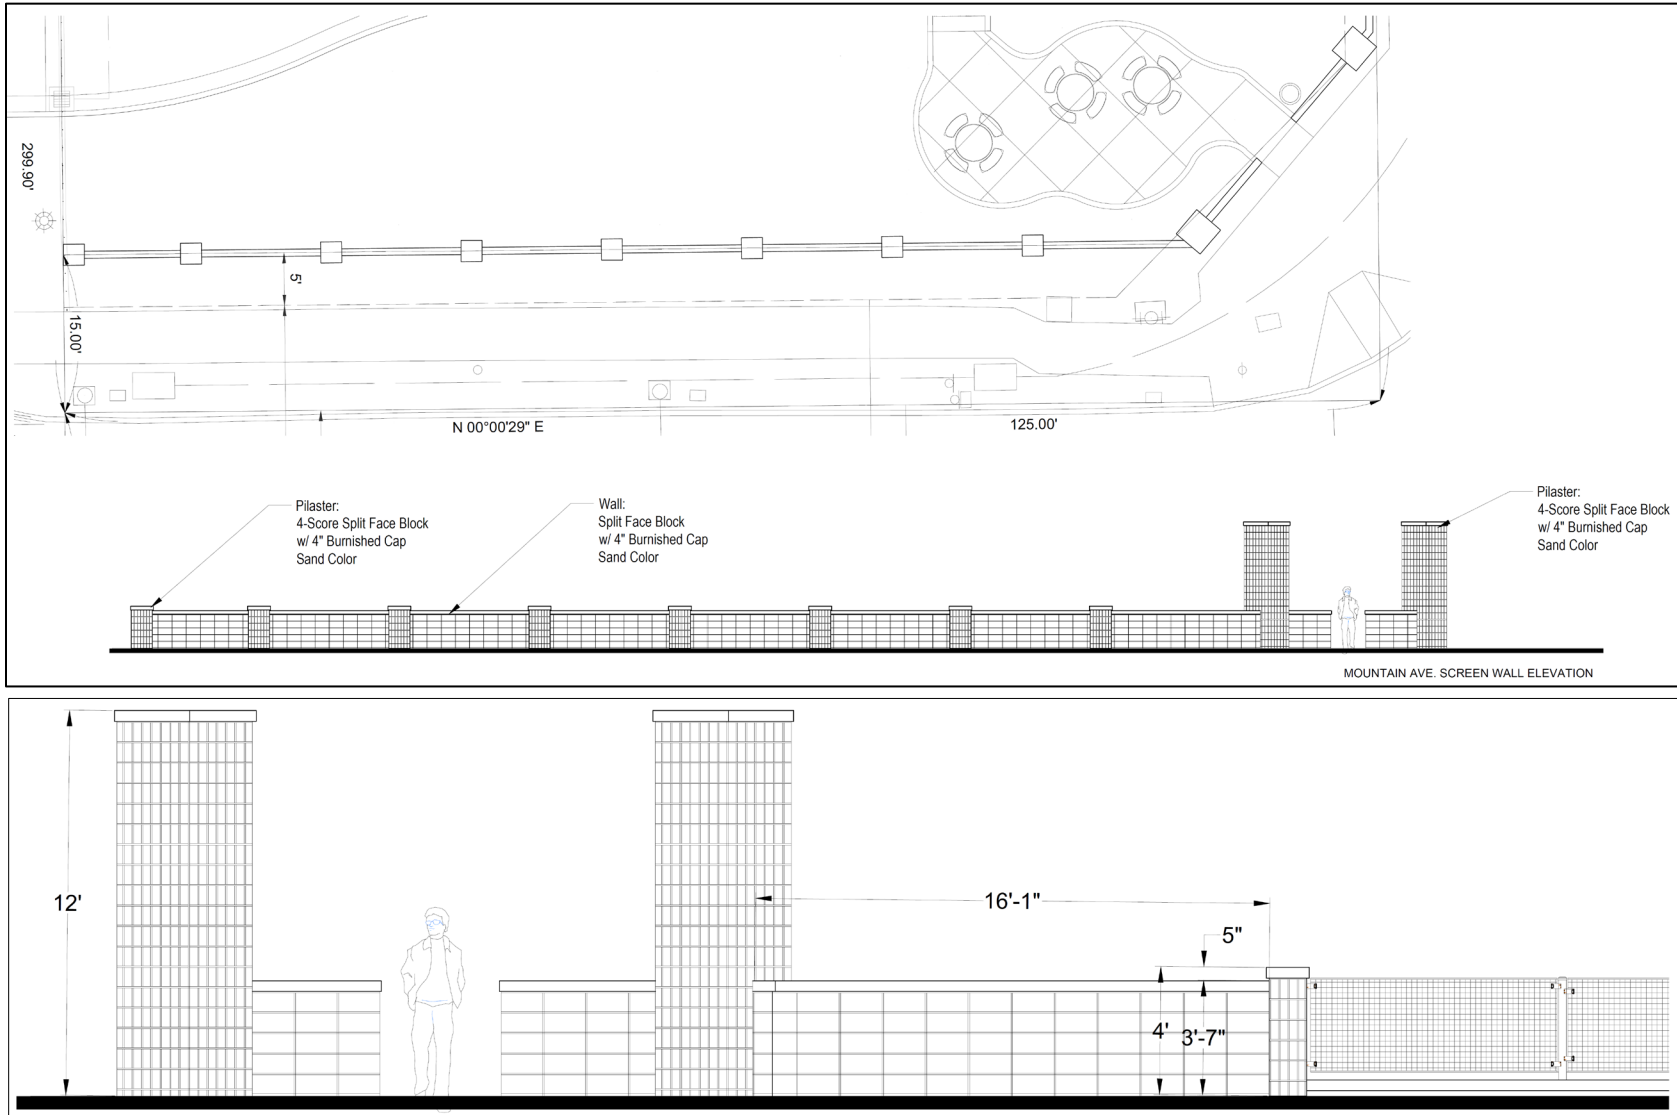 299.90'
5'
15.00'
N 00°00'29" E
125.00'
Pilaster:
4-Score Split Face Block
w/ 4" Burnished Cap
Sand Color
Wall:
Split Face Block
w/ 4" Burnished Cap
Sand Color
Pilaster:
4-Score Split Face Block
w/ 4" Burnished Cap
Sand Color
MOUNTAIN AVE. SCREEN WALL ELEVATION
12'
16'-1"
5"
4'
3'-7"